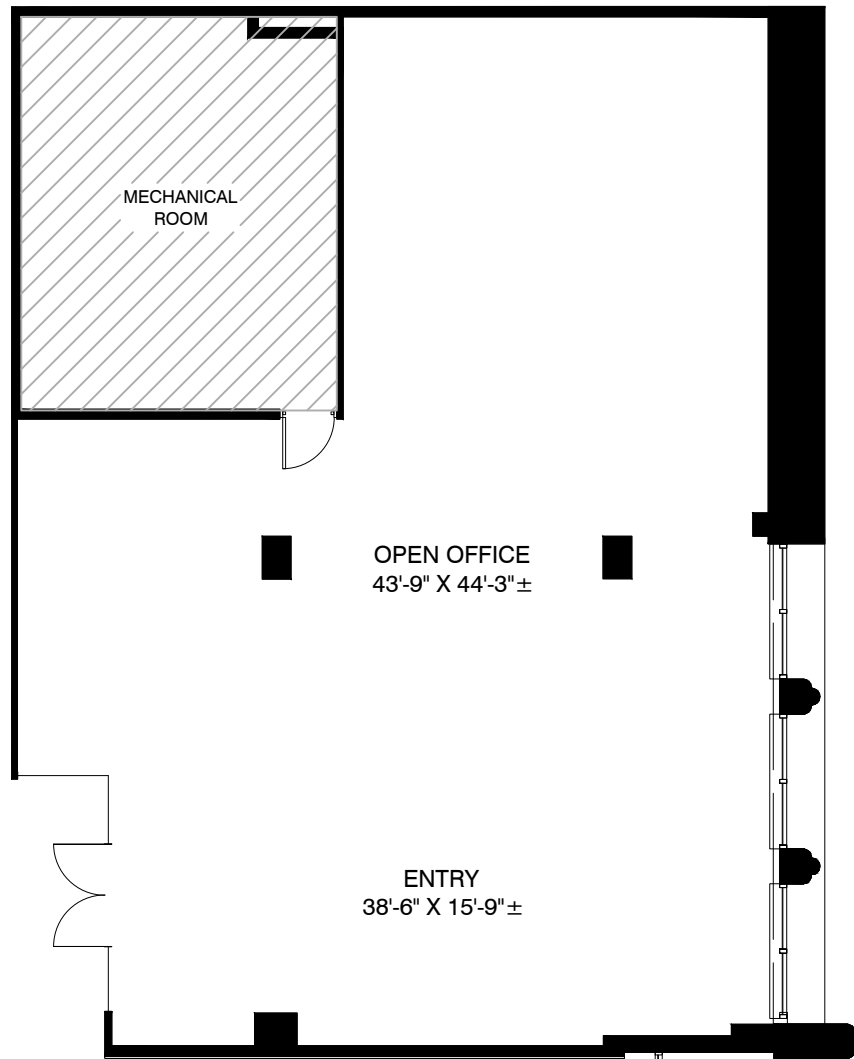 MECHANICAL
ROOM
OPEN OFFICE
43'-9" X 44'-3"±
ENTRY
38'-6" X 15'-9"±